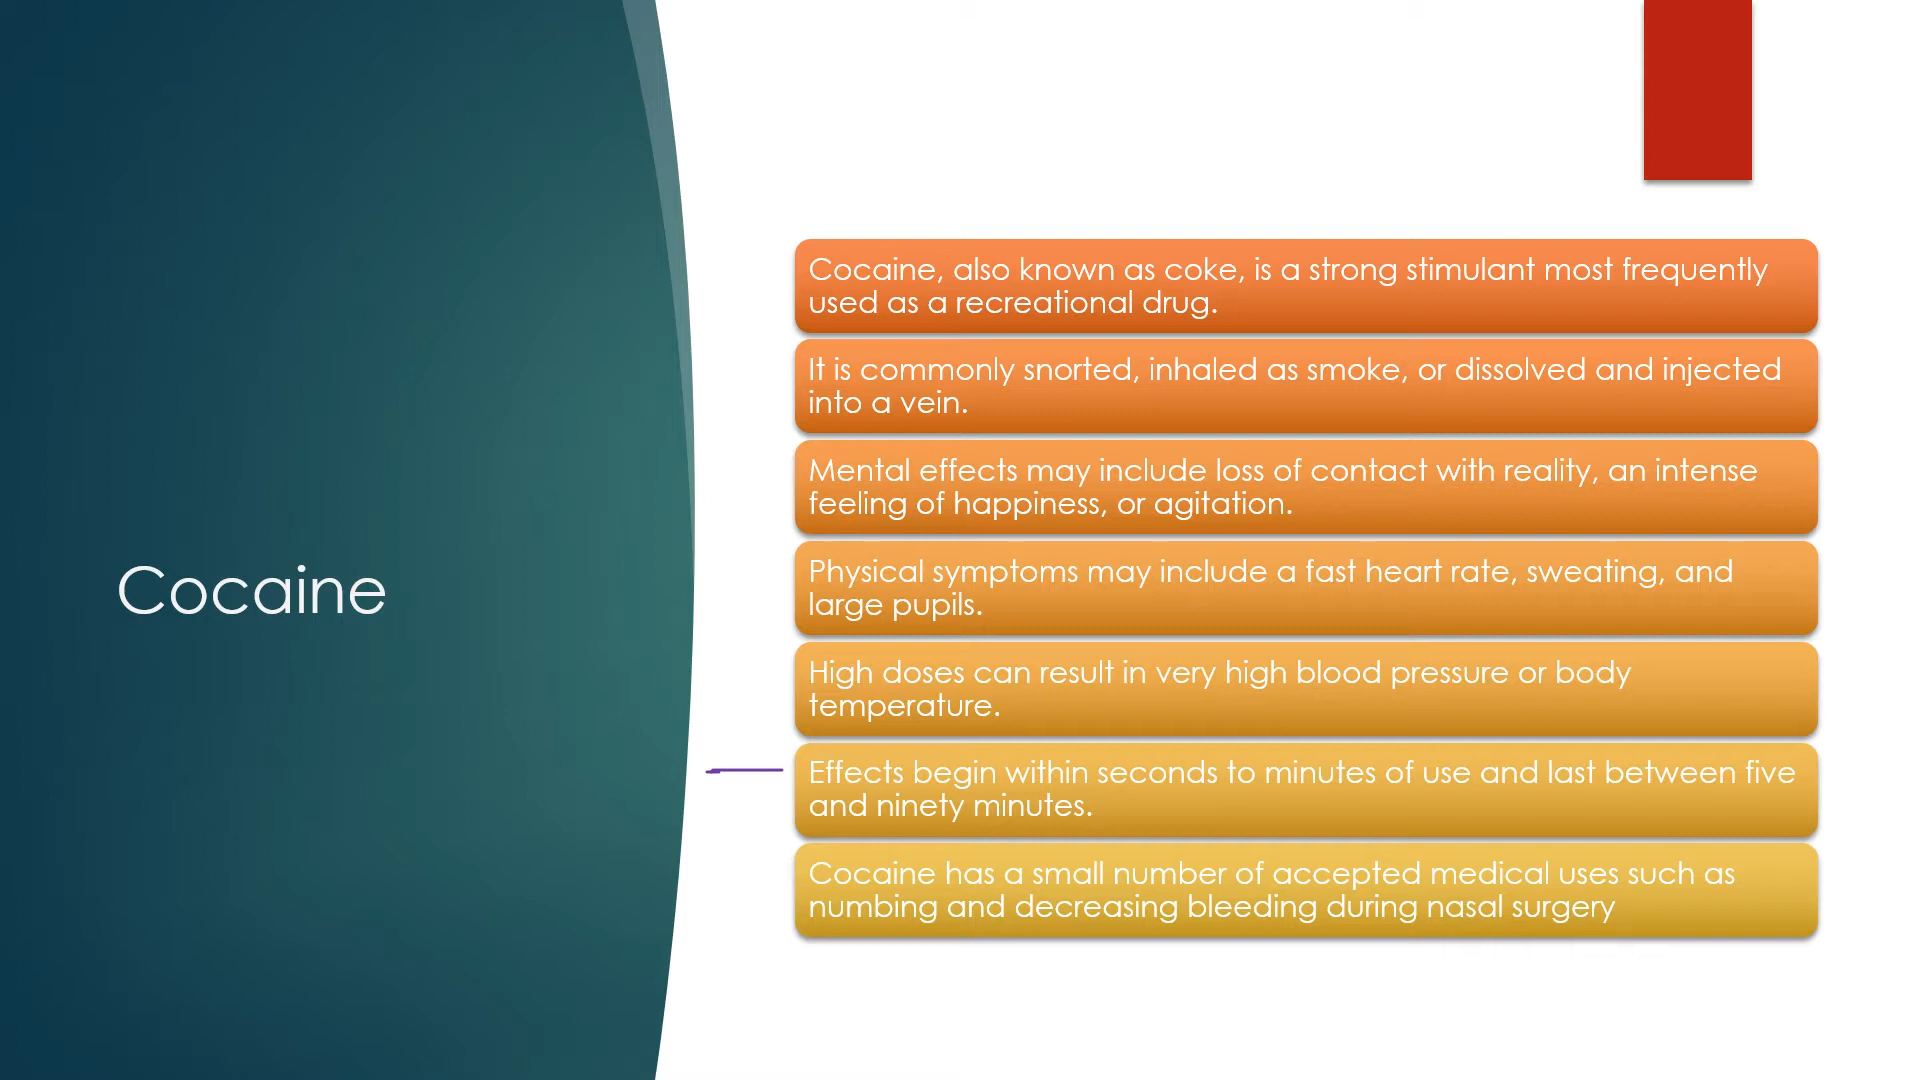 Cocaine
Cocaine, also known as coke, is a strong stimulant most frequently
used as a recreational drug.
It is commonly snorted, inhaled as smoke, or dissolved and injected
into a vein.
Mental effects may include loss of contact with reality, an intense
feeling of happiness, or agitation.
Physical symptoms may include a fast heart rate, sweating, and
large pupils.
High doses can result in very high blood pressure or body
temperature.
Effects begin within seconds to minutes of use and last between five
and ninety minutes.
Cocaine has a small number of accepted medical uses such as
numbing and decreasing bleeding during nasal surgery